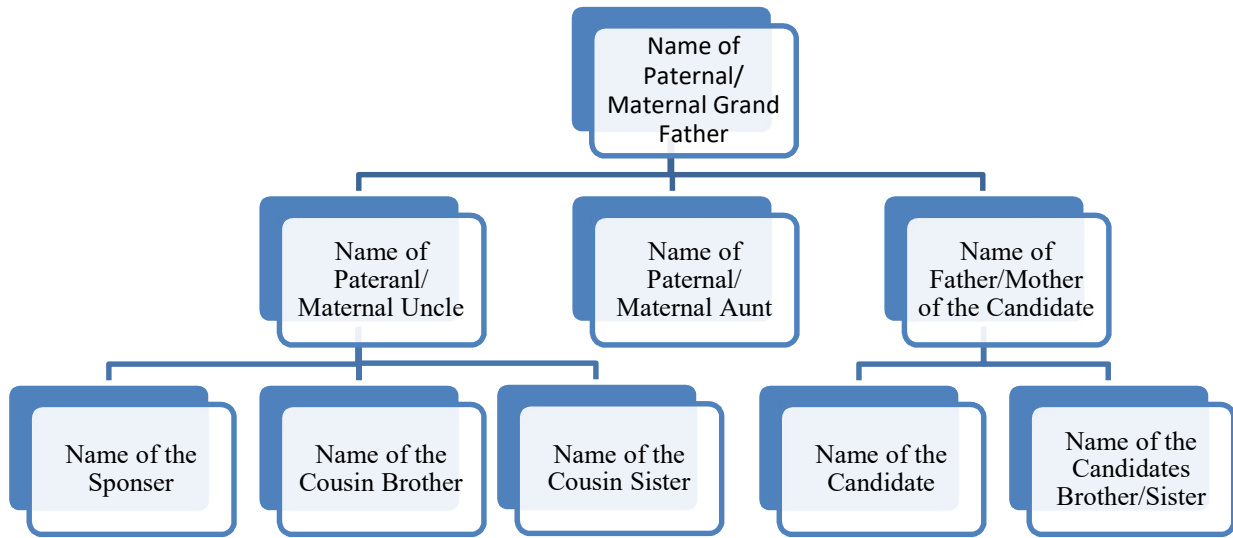 Name of
Paternal/
Maternal Grand
Father
Name of
Pateranl/
Maternal Uncle
Name of
Paternal/
Maternal Aunt
Name of
Father/Mother
of the Candidate
Name of the
Sponser
Name of the
Cousin Brother
Name of the
Cousin Sister
Name of the
Candidate
Name of the
Candidates
Brother/Sister